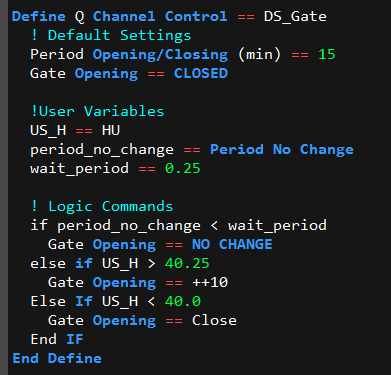 Define Q Channel Control == DS_Gate
! Default Settings
Period Opening/Closing (min) == 15
Gate Opening == CLOSED
!User Variables
US_H == HU
period_no_change == Period No Change
wait_period == 0.25
! Logic Commands
if period_no_change < wait_period
Gate Opening == NO CHANGE
else if US_H > 40.25
Gate Opening == ++10
Else If US_H < 40.0
Gate Opening == Close
End IF
End Define